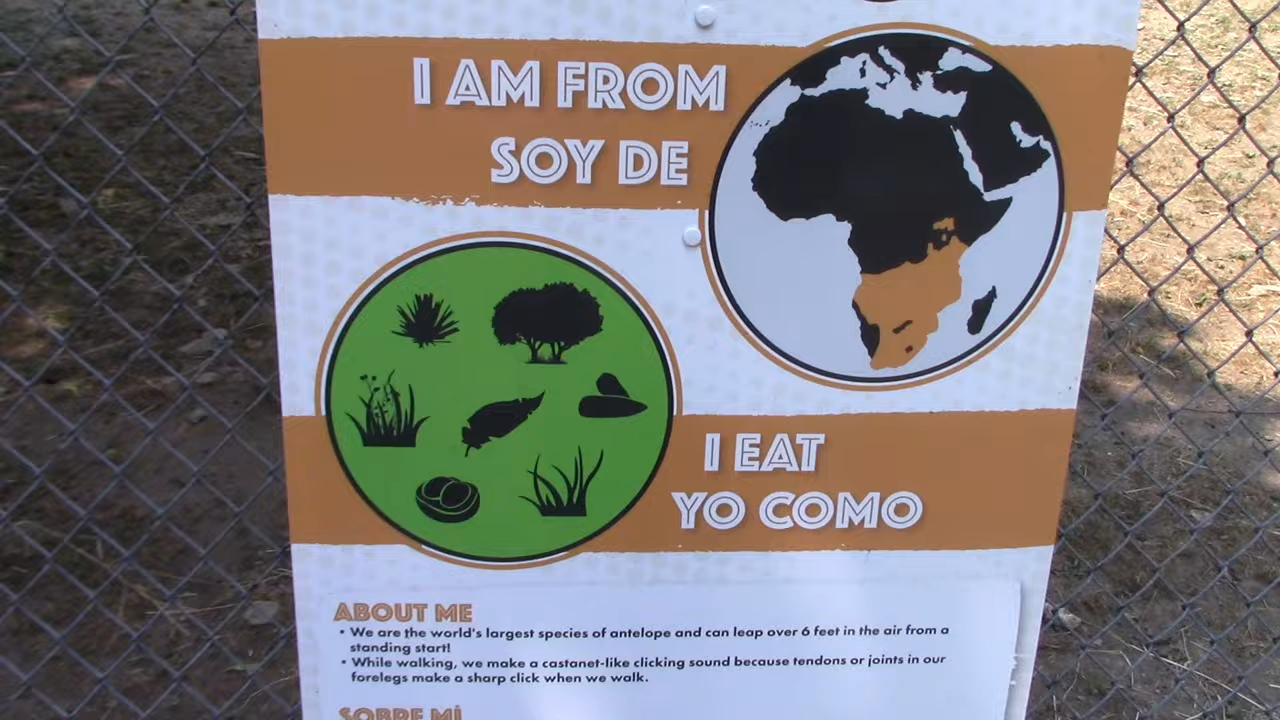 I AM FROM
SOY DE
I EAT
YO COMO
ABOUT ME
• We are the world's largest species of antelope and can leap over 6 feet in the air from a
standing start!
• While walking, we make a castanet-like clicking sound because tendons or joints in our
forelegs make a sharp click when we walk.
SOBRE MÍ